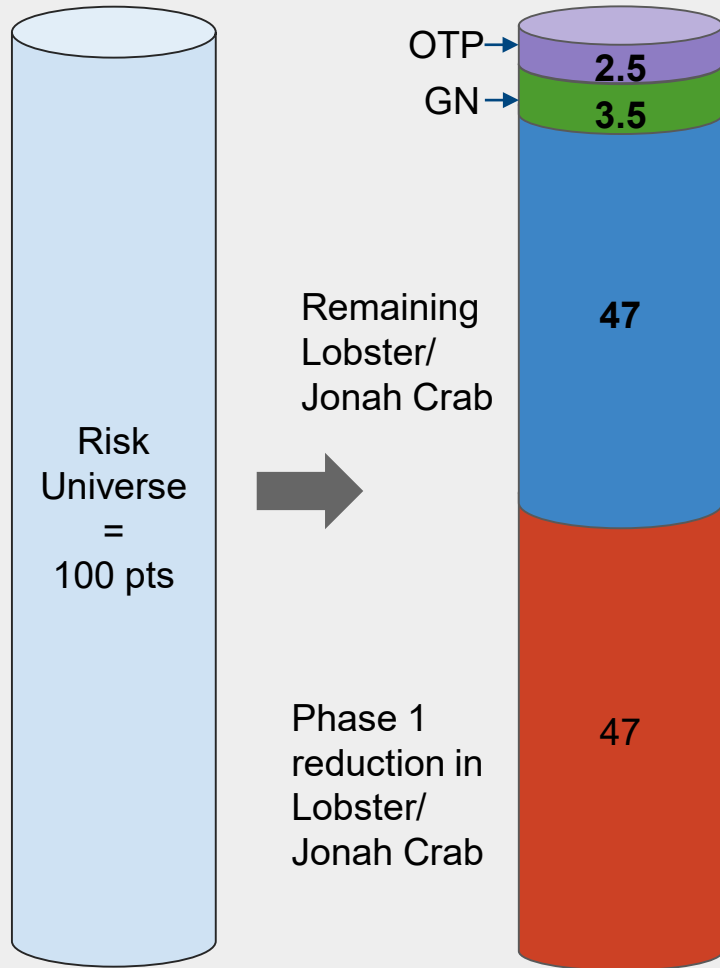 Risk
Universe
=
100 pts
OTP
2.5
GN
3.5
Remaining
Lobster/
Jonah Crab
47
Phase 1
reduction in
Lobster/
Jonah Crab
47